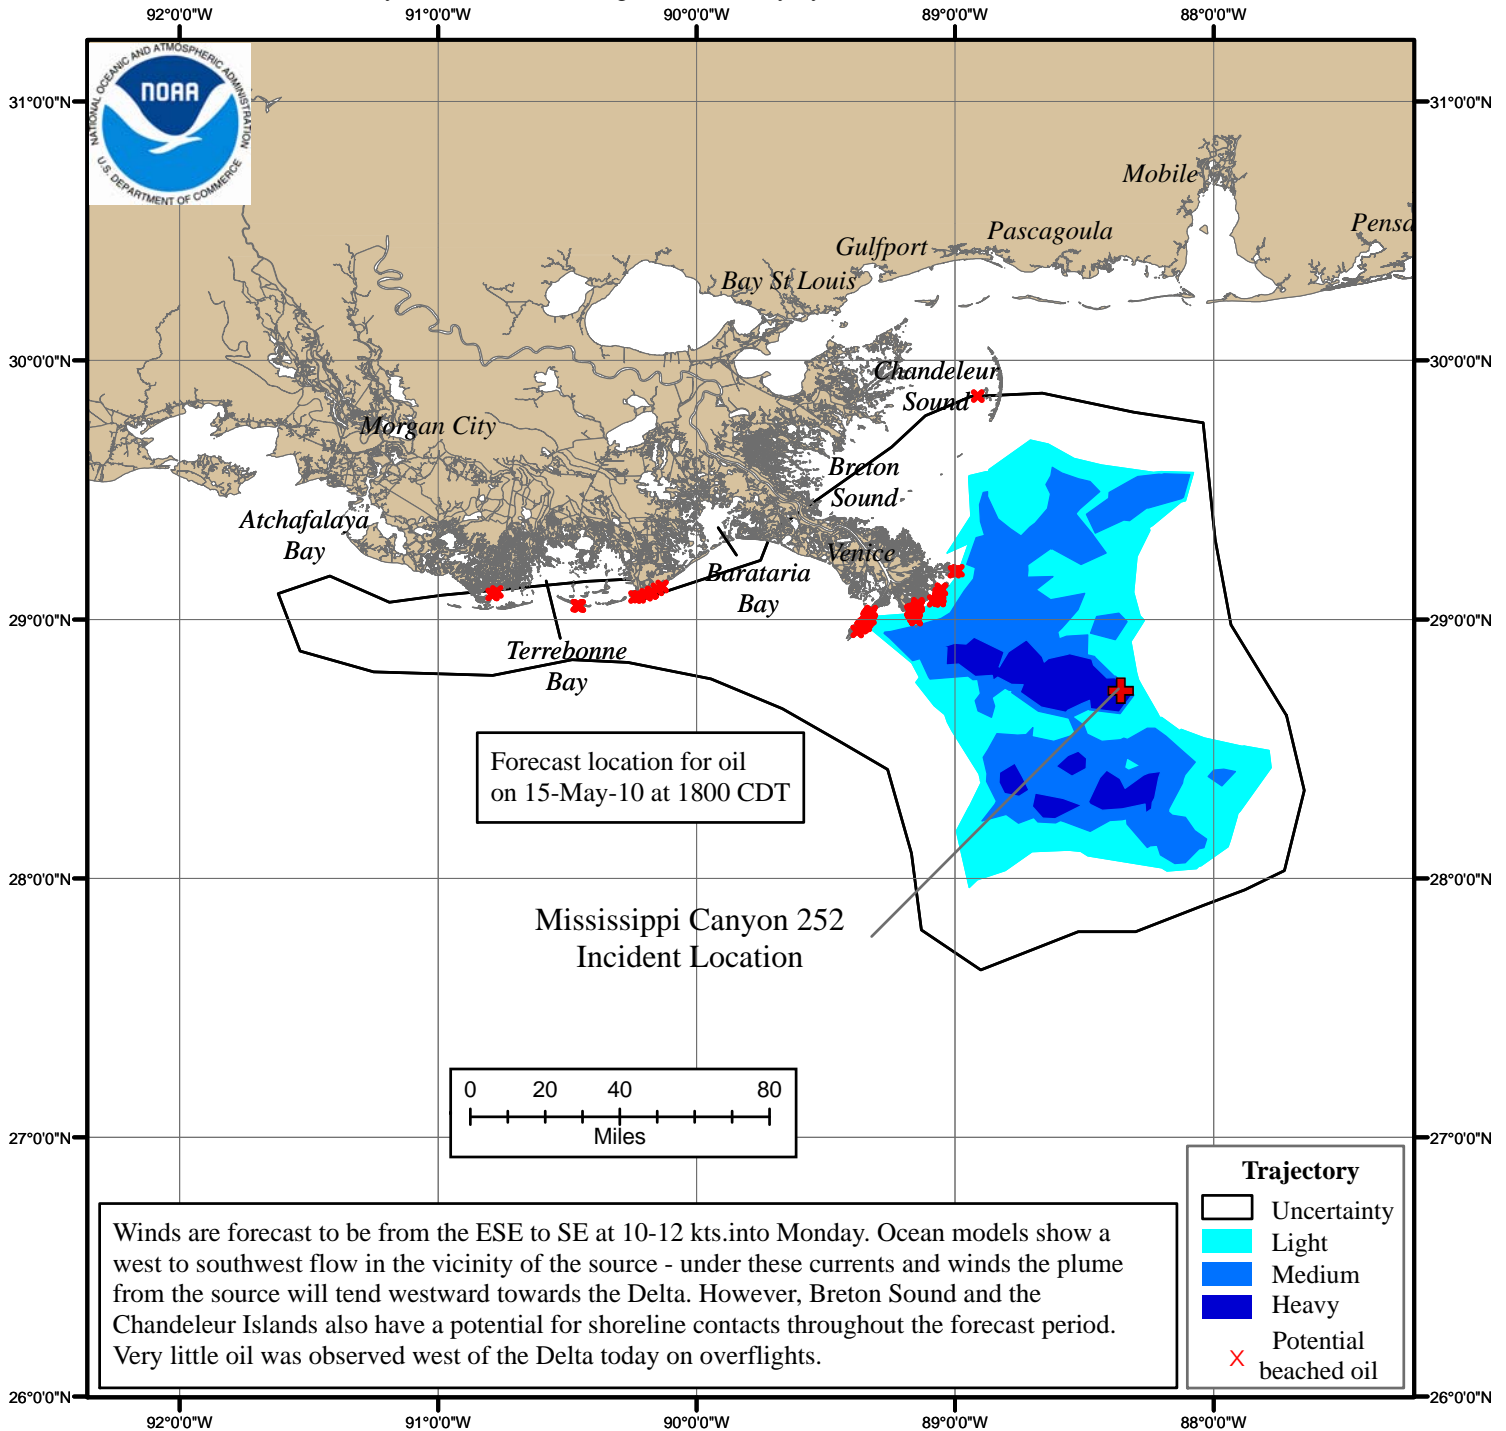 92°0'0"W
91°0'0"W
90°0'0"W
89°0'0"W
88°0'0"W
31°0'0"N
31°0'0"N
NATIONAL OCEANIC AND ATMOSPHERIC ADMINISTRATION
NOAA
U.S. DEPARTMENT OF COMMERCE
Mobile
Pascagoula
Gulfport
Bay St Louis
30°0'0"N
30°0'0"N
Chandeleur
Sound
Morgan City
Breton
Sound
Atchafalaya
Bay
Venice
Barataria
Bay
29°0'0"N
29°0'0"N
Terrebonne
Bay
Forecast location for oil
on 15-May-10 at 1800 CDT
28°0'0"N
28°0'0"N
Mississippi Canyon 252
Incident Location
0 20 40 80
Miles
27°0'0"N
27°0'0"N
Trajectory
Uncertainty
Light
Medium
Heavy
X Potential
beached oil
Winds are forecast to be from the ESE to SE at 10-12 kts.into Monday. Ocean models show a
west to southwest flow in the vicinity of the source - under these currents and winds the plume
from the source will tend westward towards the Delta. However, Breton Sound and the
Chandeleur Islands also have a potential for shoreline contacts throughout the forecast period.
Very little oil was observed west of the Delta today on overflights.
26°0'0"N
26°0'0"N
92°0'0"W
91°0'0"W
90°0'0"W
89°0'0"W
88°0'0"W